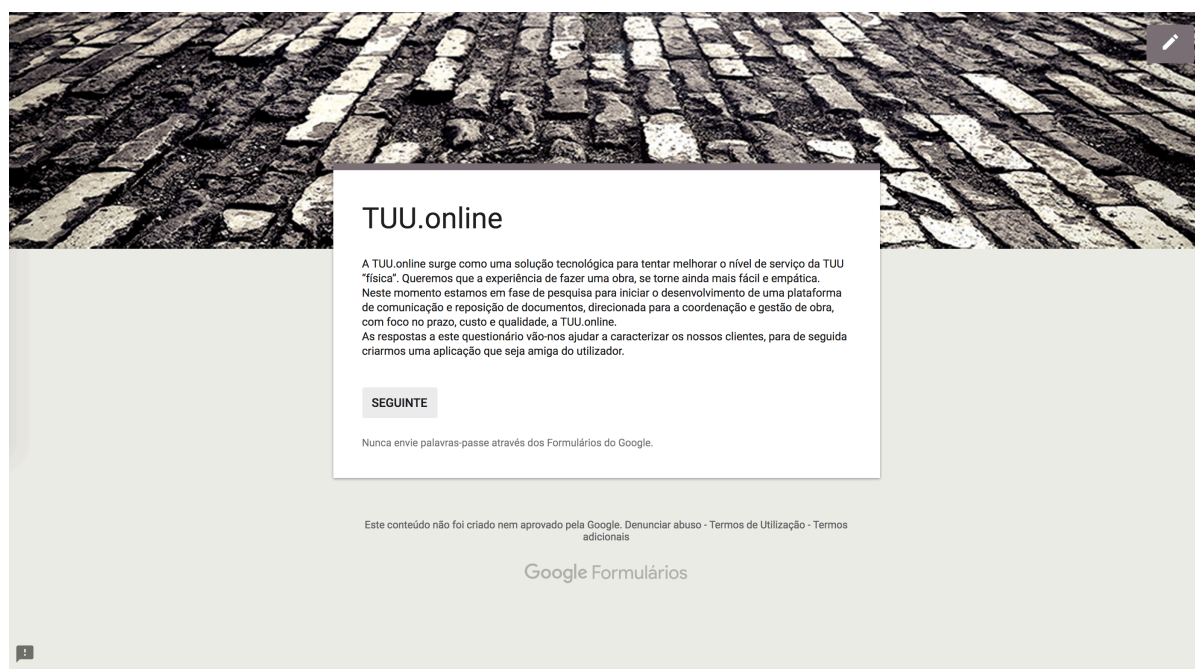 TUU.online
A TUU.online surge como uma solução tecnológica para tentar melhorar o nível de serviço da TUU
“física”. Queremos que a experiência de fazer uma obra, se torne ainda mais fácil e empática.
Neste momento estamos em fase de pesquisa para iniciar o desenvolvimento de uma plataforma
de comunicação e reposição de documentos, direcionada para a coordenação e gestão de obra,
com foco no prazo, custo e qualidade, a TUU.online.
As respostas a este questionário vão-nos ajudar a caracterizar os nossos clientes, para de seguida
criarmos uma aplicação que seja amiga do utilizador.
SEGUINTE
Nunca envie palavras-passe através dos Formulários do Google.
Este conteúdo não foi criado nem aprovado pela Google. Denunciar abuso - Termos de Utilização - Termos
adicionais
Google Formulários